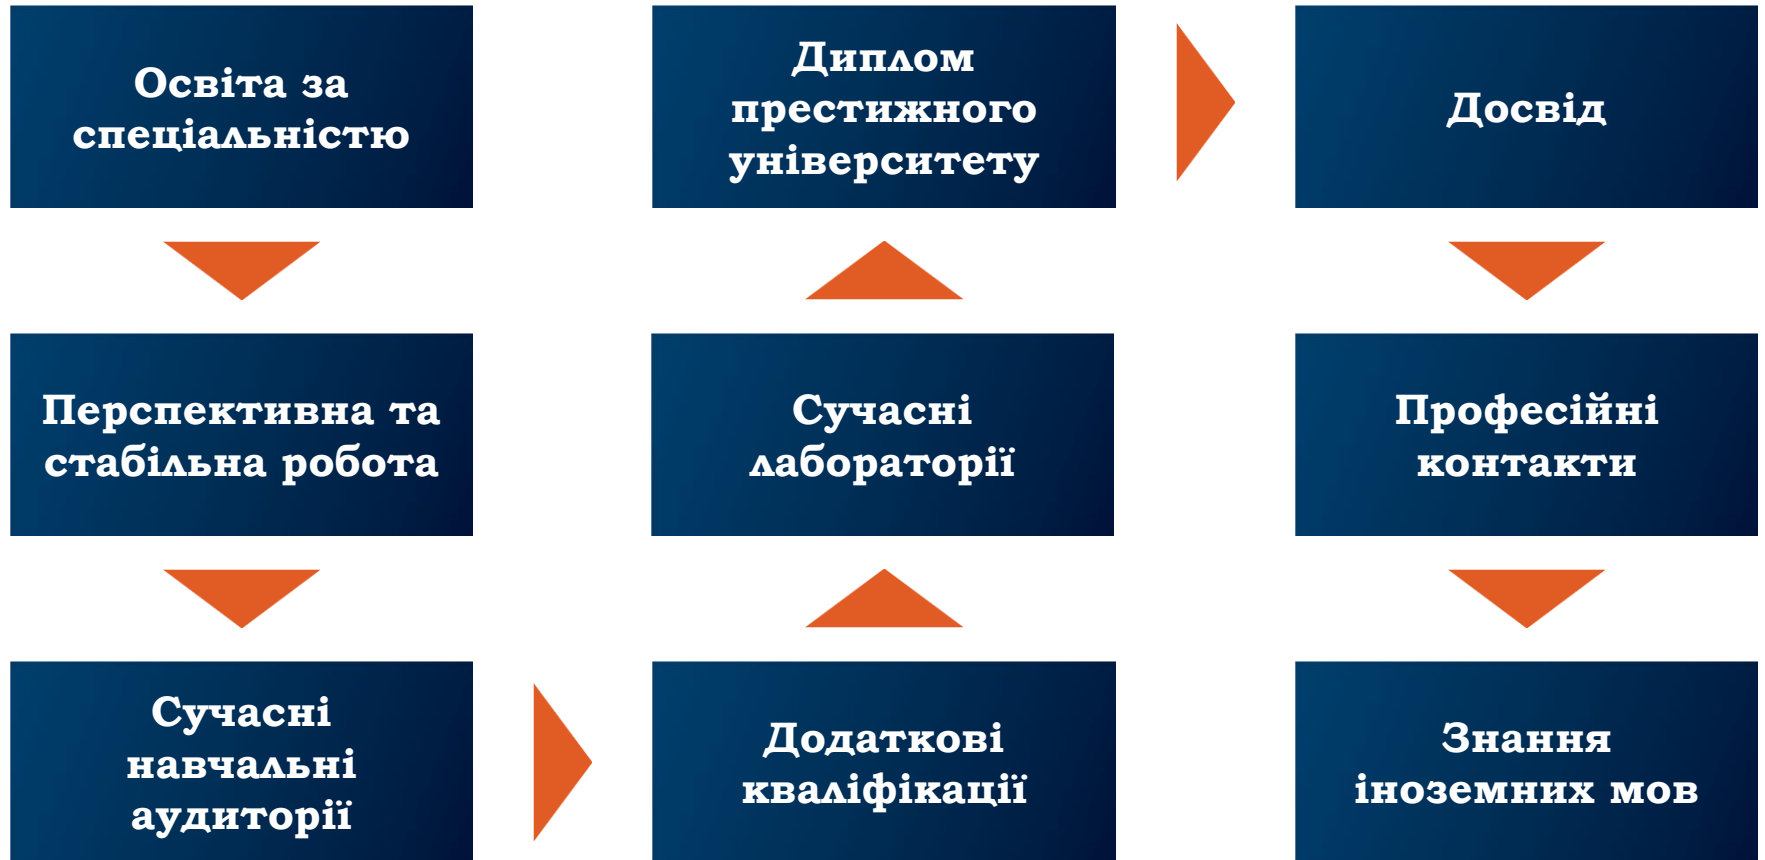 Освіта за
спеціальністю
Перспективна та
стабільна робота
Сучасні
навчальні
аудиторії
Додаткові
кваліфікації
Сучасні
лабораторії
Диплом
престижного
університету
Досвід
Професійні
контакти
Знання
іноземних мов